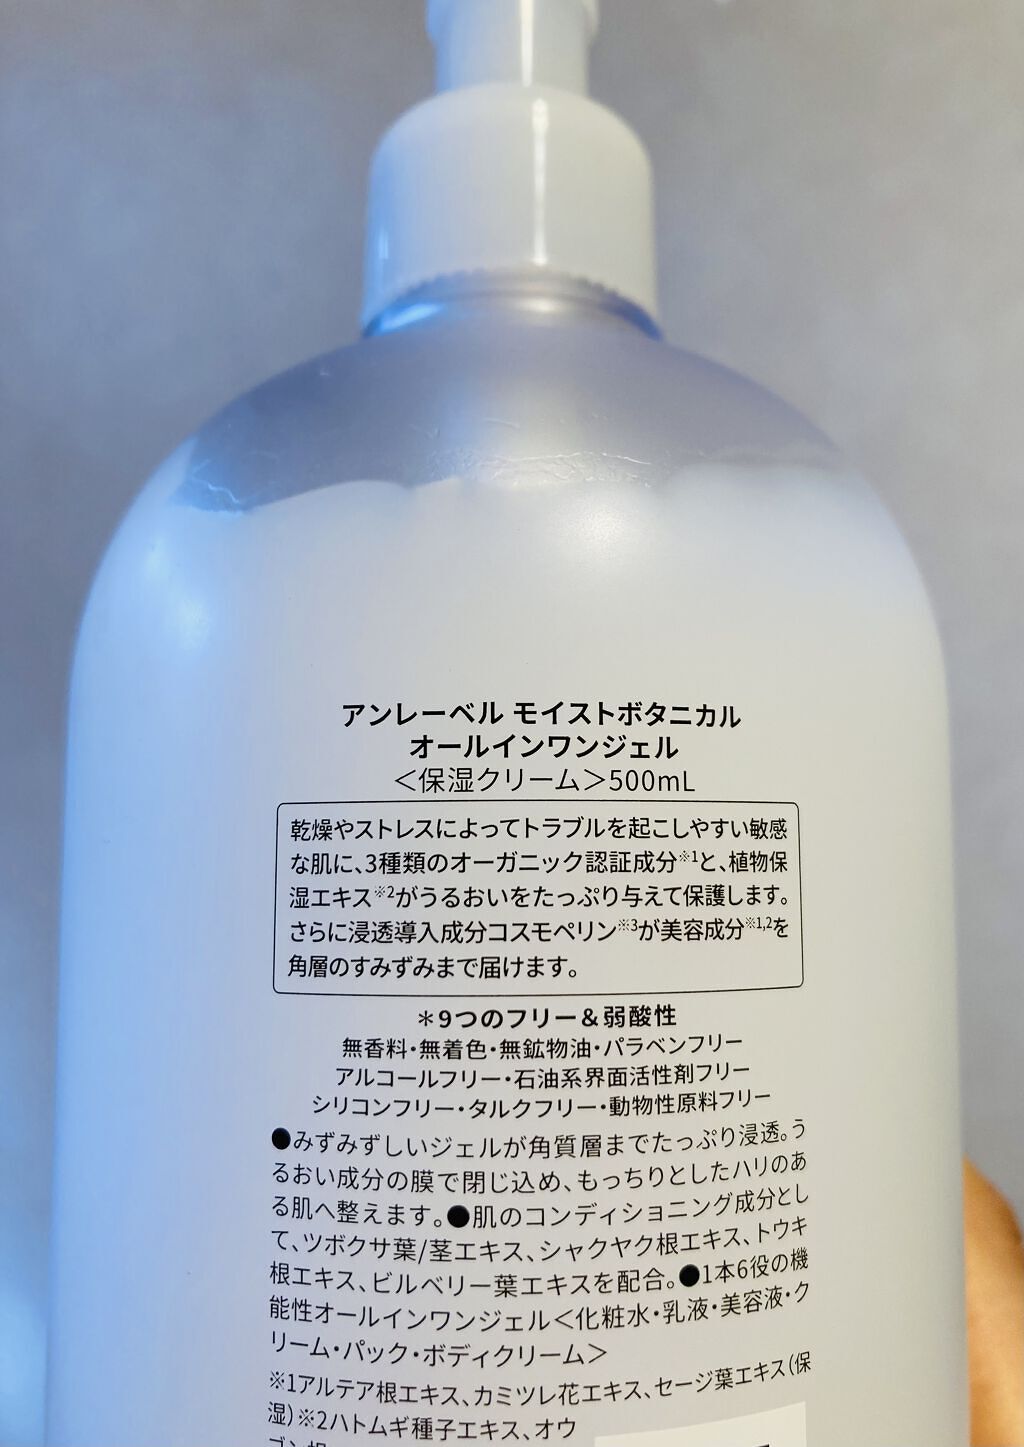 アンレーベル モイストボタニカル
オールインワンジェル
＜保湿クリーム＞500mL
乾燥やストレスによってトラブルを起こしやすい敏感
な肌に、3種類のオーガニック認証成分※1と、植物保
湿エキス※2がうるおいをたっぷり与えて保護します。
さらに浸透導入成分コスモペリン※3が美容成分※1,2を
角層のすみずみまで届けます。
＊9つのフリー＆弱酸性
無香料・無着色・無鉱物油・パラベンフリー
アルコールフリー・石油系界面活性剤フリー
シリコンフリー・タルクフリー・動物性原料フリー
●みずみずしいジェルが角質層までたっぷり浸透。う
るおい成分の膜で閉じ込め、もっちりとしたハリのあ
る肌へ整えます。●肌のコンディショニング成分とし
て、ツボクサ葉/茎エキス、シャクヤク根エキス、トウキ
根エキス、ビルベリー葉エキスを配合。●1本6役の機
能性オールインワンジェル＜化粧水・乳液・美容液・ク
リーム・パック・ボディクリーム＞
※1アルテア根エキス、カミツレ花エキス、セージ葉エキス(保
湿)※2ハトムギ種子エキス、オウ